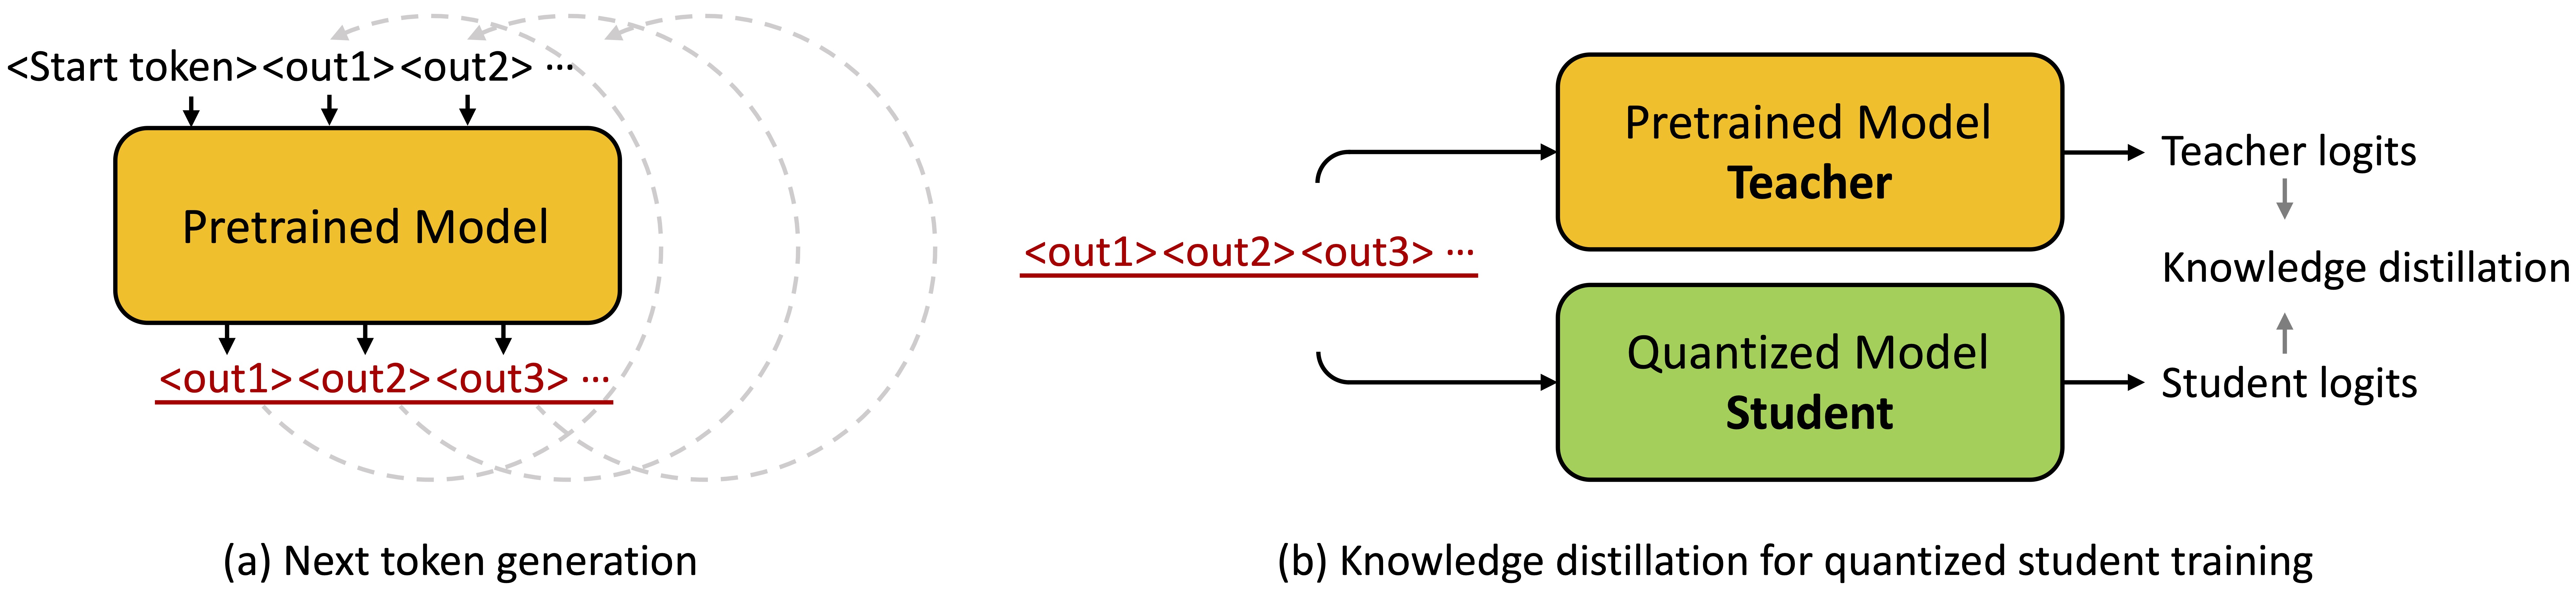 <Start token><out1><out2> ···
Pretrained Model
<out1><out2><out3> ···
(a) Next token generation
<out1><out2><out3> ···
Pretrained Model
Teacher
Quantized Model
Student
Teacher logits
Knowledge distillation
Student logits
(b) Knowledge distillation for quantized student training